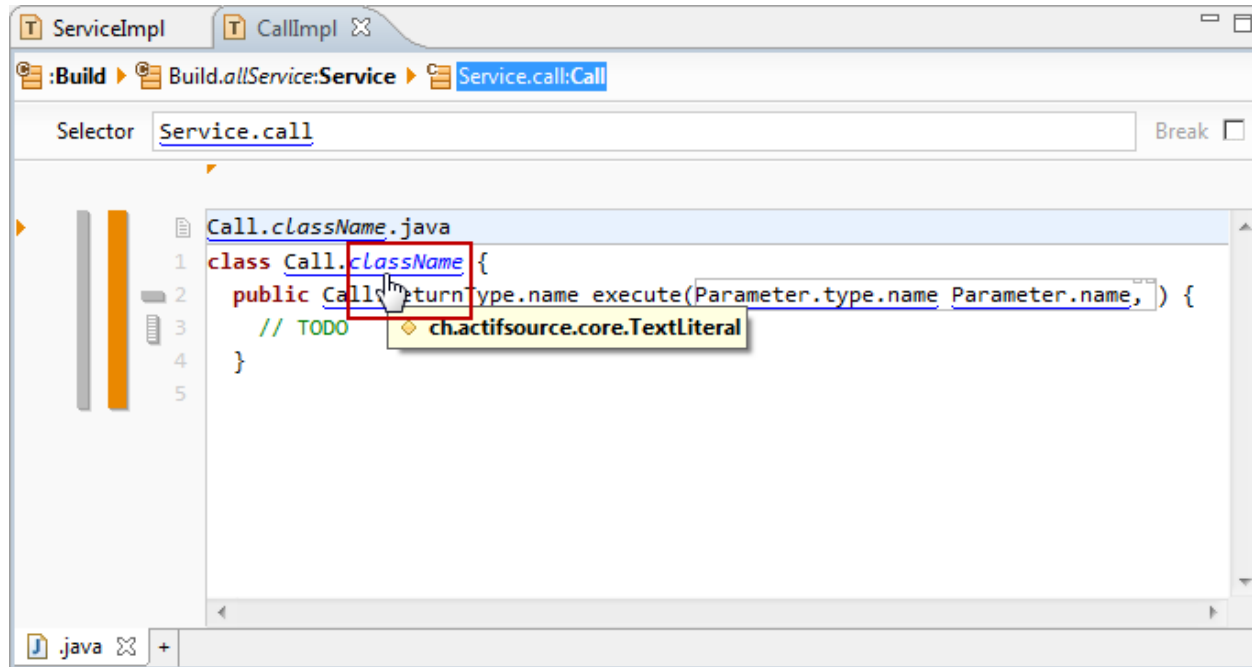 ServiceImpl CallImpl
:Build Build.allService:Service Service.call:Call
Selector Service.call Break
Call.className.java
1 class Call.className {
2 public Call.returnType.name execute(Parameter.type.name Parameter.name, ) {
3 // TODO
ch.actifsource.core.TextLiteral
4 }
5
.java +